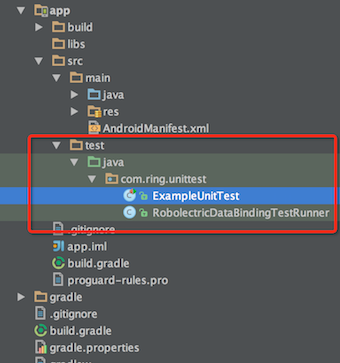 app
build
libs
src
main
java
res
AndroidManifest.xml
test
java
com.ring.unittest
ExampleUnitTest
RobolectricDataBindingTestRunner
.gitignore
app.iml
build.gradle
proguard-rules.pro
gradle
.gitignore
build.gradle
gradle.properties